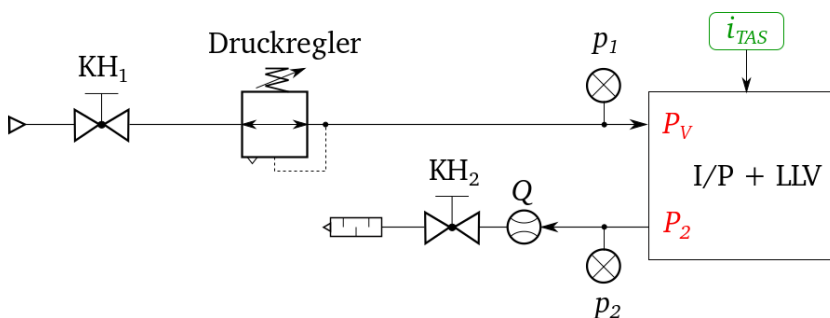 Druckregler
p1
iTAS
KH1
PV
I/P + LLV
KH2
Q
P2
p2